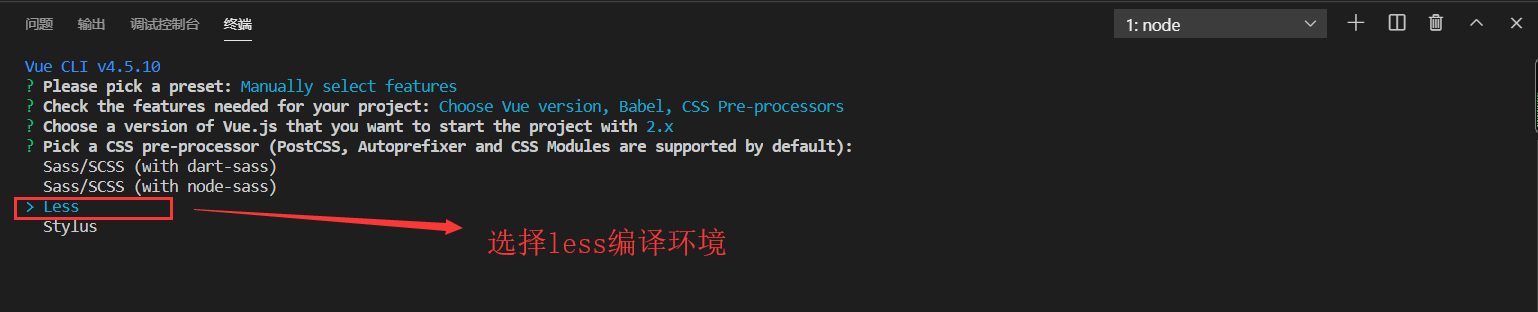 问题 输出 调试控制台 终端 1: node
Vue CLI v4.5.10
? Please pick a preset: Manually select features
? Check the features needed for your project: Choose Vue version, Babel, CSS Pre-processors
? Choose a version of Vue.js that you want to start the project with 2.x
? Pick a CSS pre-processor (PostCSS, Autoprefixer and CSS Modules are supported by default):
Sass/SCSS (with dart-sass)
Sass/SCSS (with node-sass)
> Less
Stylus
选择less编译环境